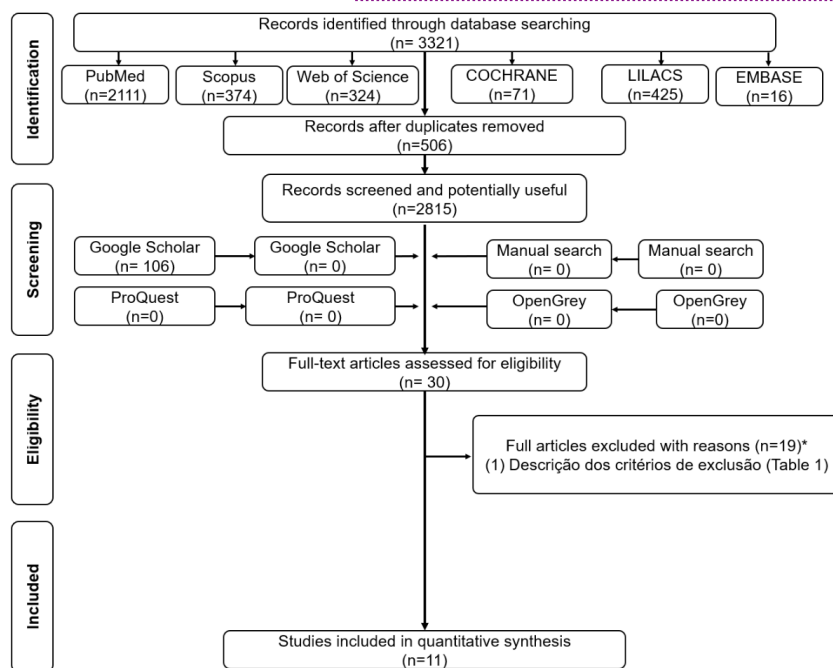 Records identified through database searching
(n= 3321)
PubMed
(n=2111)
Scopus
(n=374)
Web of Science
(n=324)
COCHRANE
(n=71)
LILACS
(n=425)
EMBASE
(n=16)
Identification
Records after duplicates removed
(n=506)
Records screened and potentially useful
(n=2815)
Screening
Google Scholar
(n= 106)
Google Scholar
(n= 0)
Manual search
(n= 0)
Manual search
(n= 0)
ProQuest
(n=0)
ProQuest
(n= 0)
OpenGrey
(n= 0)
OpenGrey
(n=0)
Full-text articles assessed for eligibility
(n= 30)
Eligibility
Full articles excluded with reasons (n=19)*
(1) Descrição dos critérios de exclusão (Table 1)
Included
Studies included in quantitative synthesis
(n=11)